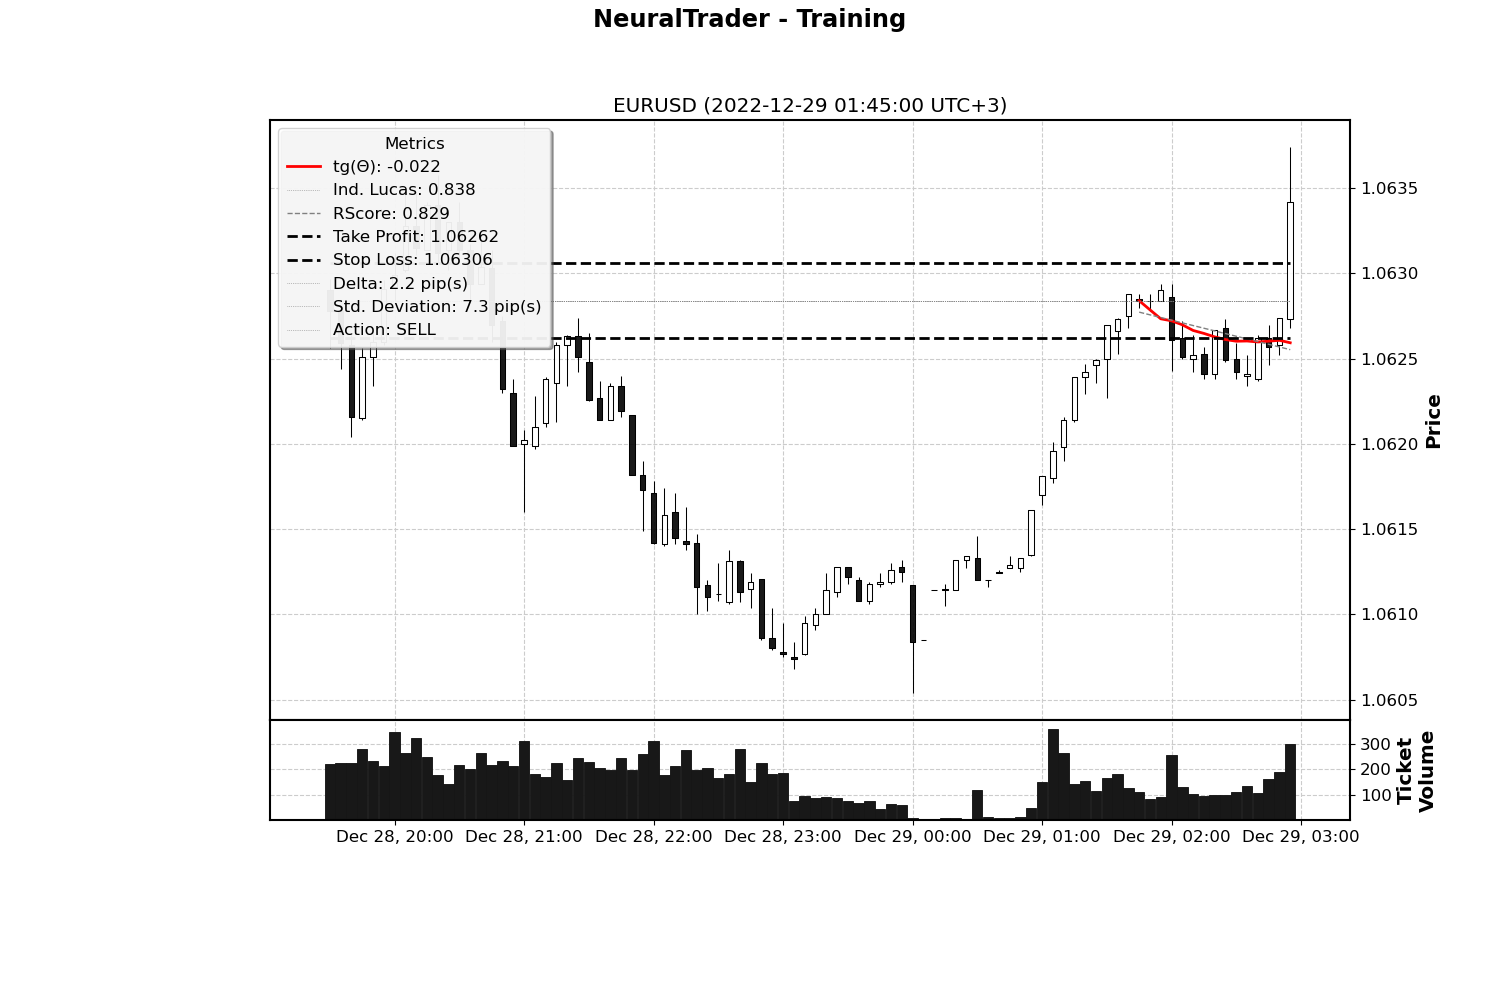 NeuralTrader - Training
EURUSD (2022-12-29 01:45:00 UTC+3)
Metrics
tg(Θ): -0.022
Ind. Lucas: 0.838
RScore: 0.829
Take Profit: 1.06262
Stop Loss: 1.06306
Delta: 2.2 pip(s)
Std. Deviation: 7.3 pip(s)
Action: SELL
1.0635
1.0630
1.0625
1.0620
1.0615
1.0610
1.0605
Price
300
200
100
Ticket
Volume
Dec 28, 20:00 Dec 28, 21:00 Dec 28, 22:00 Dec 28, 23:00 Dec 29, 00:00 Dec 29, 01:00 Dec 29, 02:00 Dec 29, 03:00